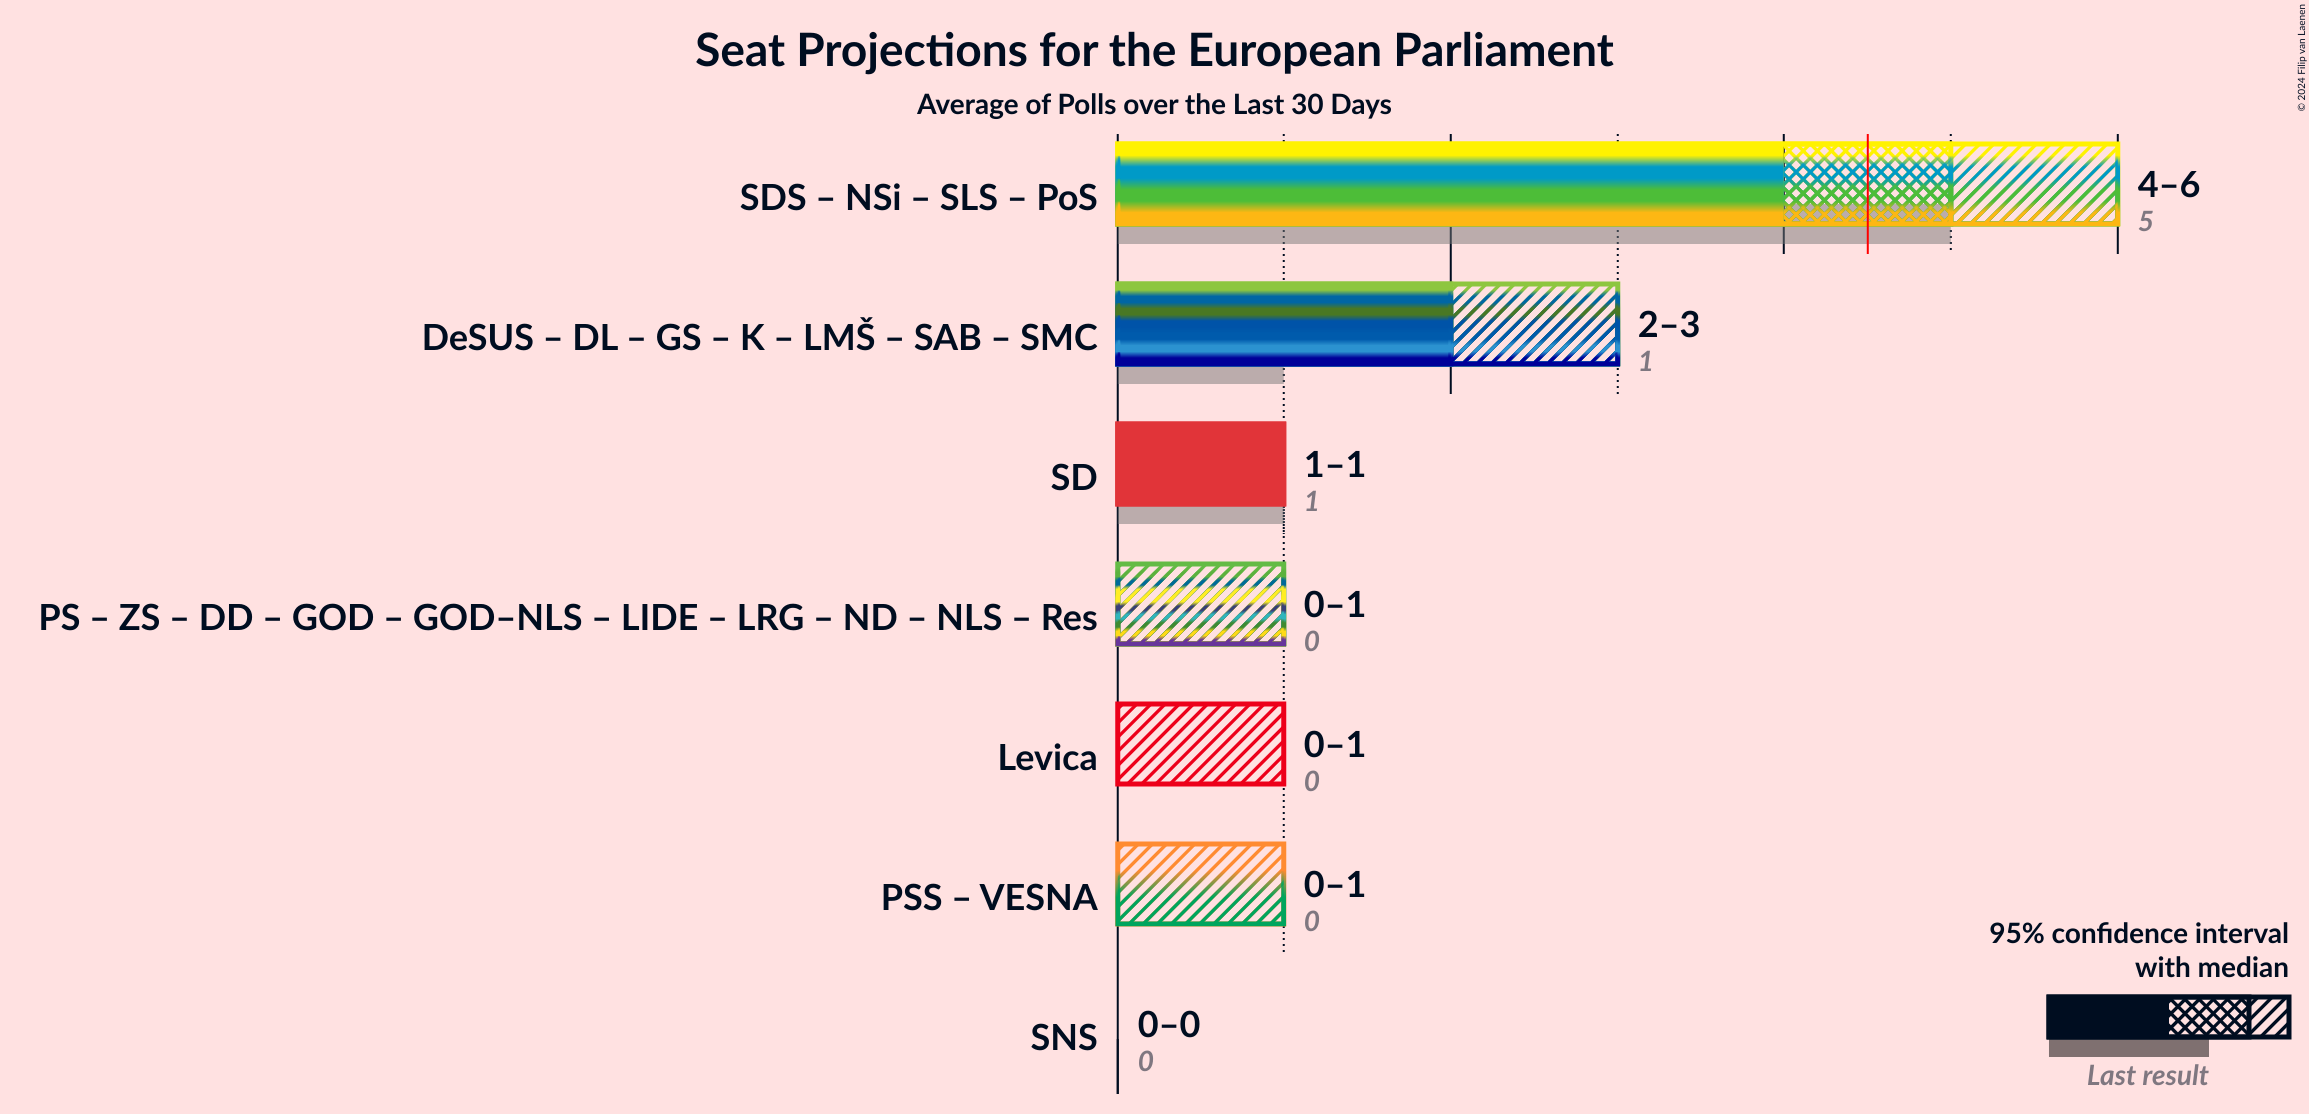 Seat Projections for the European Parliament
Average of Polls over the Last 30 Days
© 2024 Filip van Laenen
SDS – NSi – SLS – PoS
4–6
5
DeSUS – DL – GS – K – LMŠ – SAB – SMC
2–3
1
SD
1–1
1
PS – ZS – DD – GOD – GOD–NLS – LIDE – LRG – ND – NLS – Res
0–1
0
Levica
0–1
0
PSS – VESNA
0–1
0
SNS
0–0
0
95% confidence interval
with median
Last result